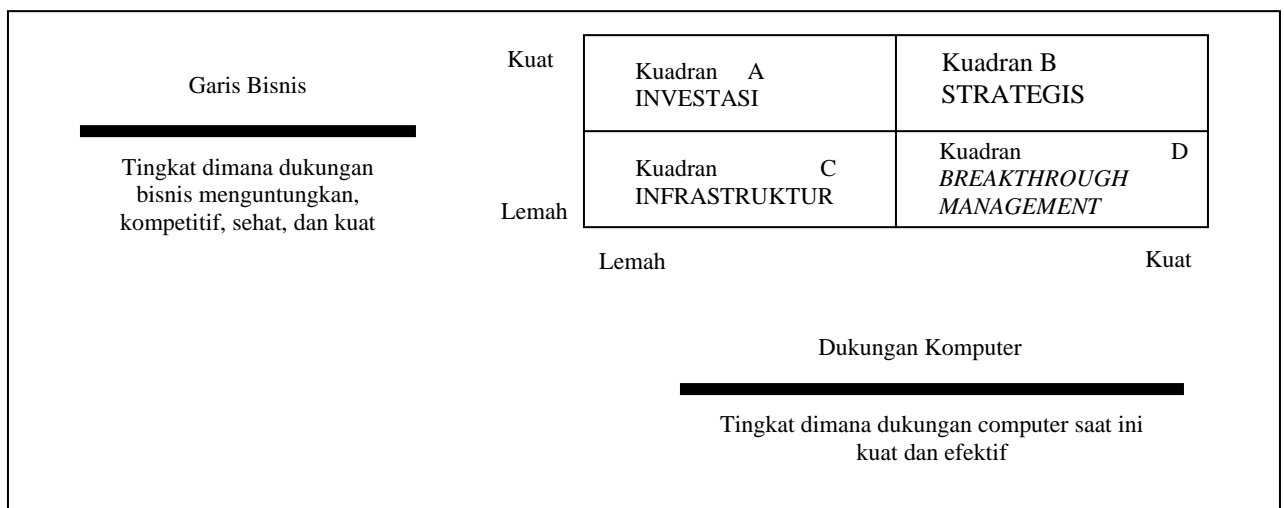 Garis Bisnis
Tingkat dimana dukungan
bisnis menguntungkan,
kompetitif, sehat, dan kuat
Kuat
Lemah
Kuadran A
INVESTASI
Kuadran B
STRATEGIS
Kuadran C
INFRASTRUKTUR
Kuadran D
BREAKTHROUGH
MANAGEMENT
Lemah
Kuat
Dukungan Komputer
Tingkat dimana dukungan computer saat ini
kuat dan efektif